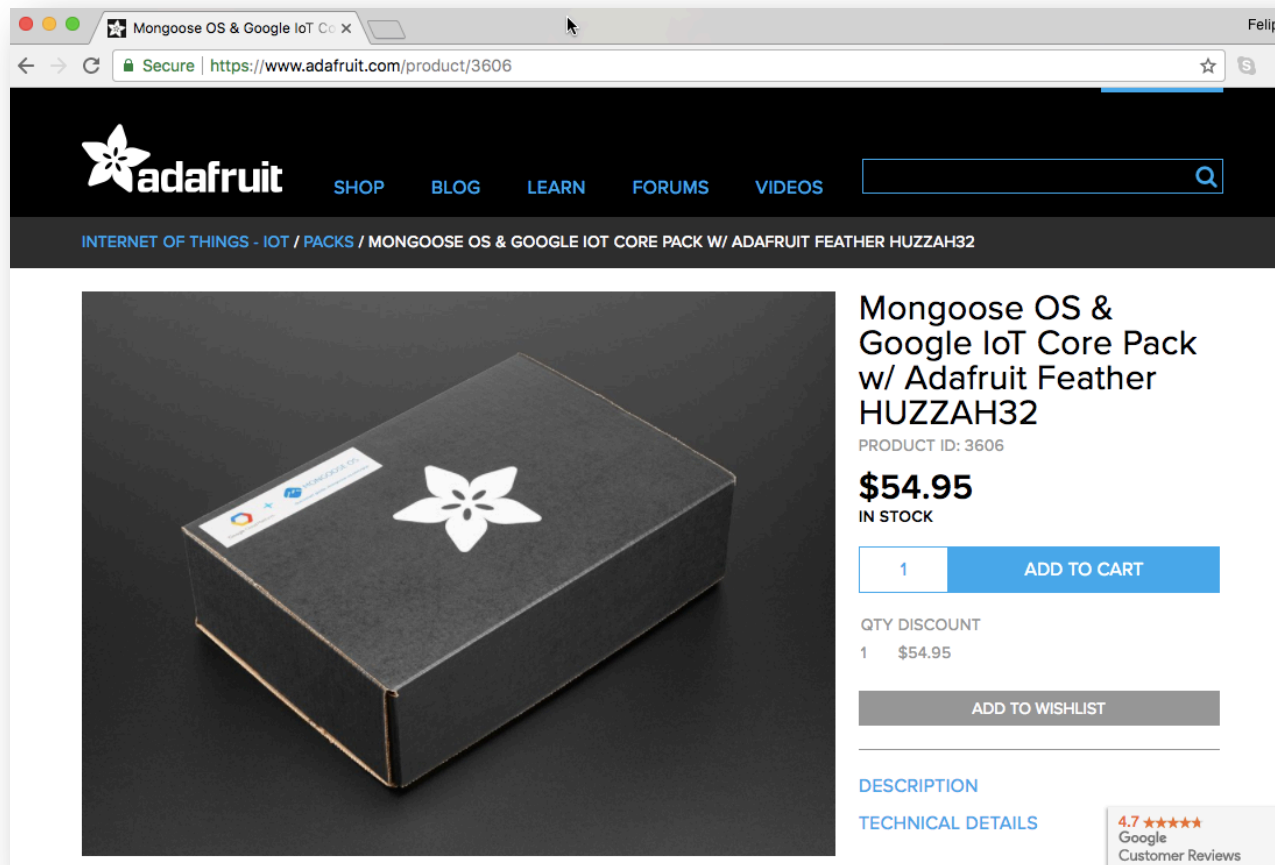 Mongoose OS & Google IoT Co
Felip
Secure | https://www.adafruit.com/product/3606
adafruit
SHOP BLOG LEARN FORUMS VIDEOS
INTERNET OF THINGS - IOT / PACKS / MONGOOSE OS & GOOGLE IOT CORE PACK W/ ADAFRUIT FEATHER HUZZAH32
MONGOOSE OS
Mongoose OS &
Google IoT Core Pack
w/ Adafruit Feather
HUZZAH32
PRODUCT ID: 3606
$54.95
IN STOCK
1 ADD TO CART
QTY DISCOUNT
1 $54.95
ADD TO WISHLIST
DESCRIPTION
TECHNICAL DETAILS
4.7 ★★★★★
Google
Customer Reviews